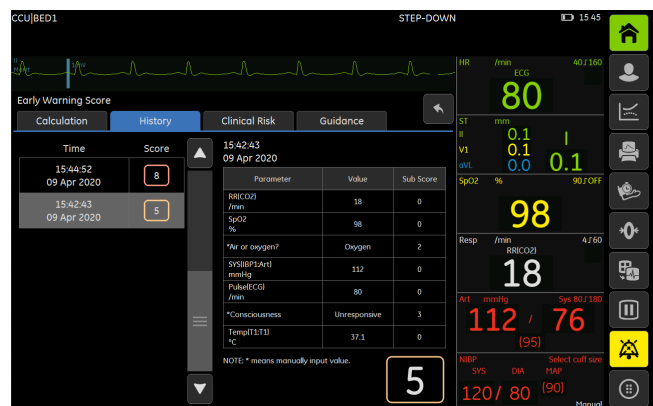 CCU|BED1 STEP-DOWN 15 45
II 1 mV
HR /min 40 160
ECG
80
Early Warning Score
Calculation History Clinical Risk Guidance
ST mm
II 0.1 I
V1 0.1
aVL 0.0 0.1
Time Score
15:44:52
09 Apr 2020
8
15:42:43
09 Apr 2020
5
15:42:43
09 Apr 2020
Parameter Value Sub Score
RR(CO2)
/min
18 0
SpO2
%
98 0
*Air or oxygen? Oxygen 2
SYS(IBP1:Art)
mmHg
112 0
Pulse(ECG)
/min
80 0
*Consciousness Unresponsive 3
Temp(T1:T1)
°C
37.1 0
NOTE: * means manually input value.
5
SpO2 % 90 OFF
98
Resp /min 4 60
RR(CO2)
18
Art mmHg Sys 80 180
112 / 76
(95)
NIBP Select cuff size
SYS DIA MAP
120 / 80 (90)
Manual